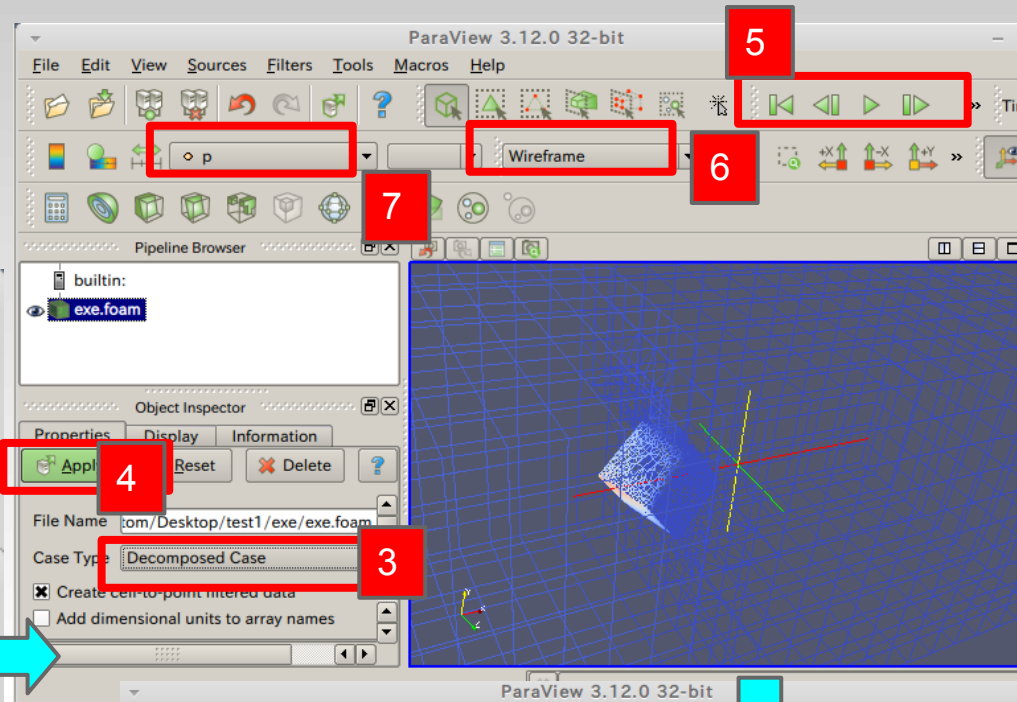 ParaView 3.12.0 32-bit
5
File Edit View Sources Filters Tools Macros Help
?
+X -X +Y
p
Wireframe
6
7
Pipeline Browser
builtin:
exe.foam
Object Inspector
Properties Display Information
Reset Delete ?
4
File Name tom/Desktop/test1/exe/exe.foam
Case Type Decomposed Case
3
Create cell-to-point filtered data
Add dimensional units to array names
ParaView 3.12.0 32-bit